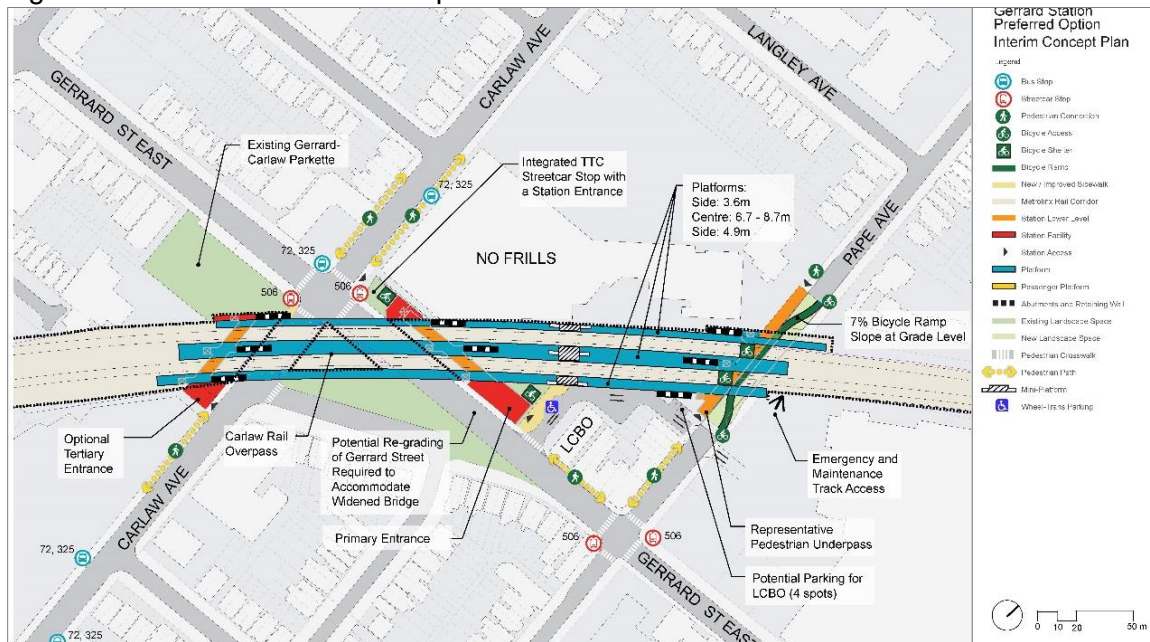 Gerrard Station
Preferred Option
Interim Concept Plan
Legend
Bus Stop
Streetcar Stop
Pedestrian Connection
Bicycle Access
Bicycle Shelter
Bicycle Ramp
New / Improved Sidewalk
Metrolinx Rail Corridor
Station Lower Level
Station Facility
Station Access
Platform
Passenger Platform
Abutments and Retaining Wall
Existing Landscape Space
New Landscape Space
Pedestrian Crosswalk
Pedestrian Path
Mini-Platform
Wheel-Trans Parking
0 10 20 50 m
GERRARD ST EAST
CARLAW AVE
LANGLEY AVE
PAPE AVE
Existing Gerrard-
Carlaw Parkette
72, 325
Integrated TTC
Streetcar Stop with
a Station Entrance
Platforms:
Side: 3.6m
Centre: 6.7 - 8.7m
Side: 4.9m
NO FRILLS
72, 325
506
506
7% Bicycle Ramp
Slope at Grade Level
Optional
Tertiary
Entrance
Carlaw Rail
Overpass
Potential Re-grading
of Gerrard Street
Required to
Accommodate
Widened Bridge
Primary Entrance
LCBO
Emergency and
Maintenance
Track Access
Representative
Pedestrian Underpass
Potential Parking for
LCBO (4 spots)
CARLAW AVE
72, 325
72, 325
506
506
GERRARD ST EAST